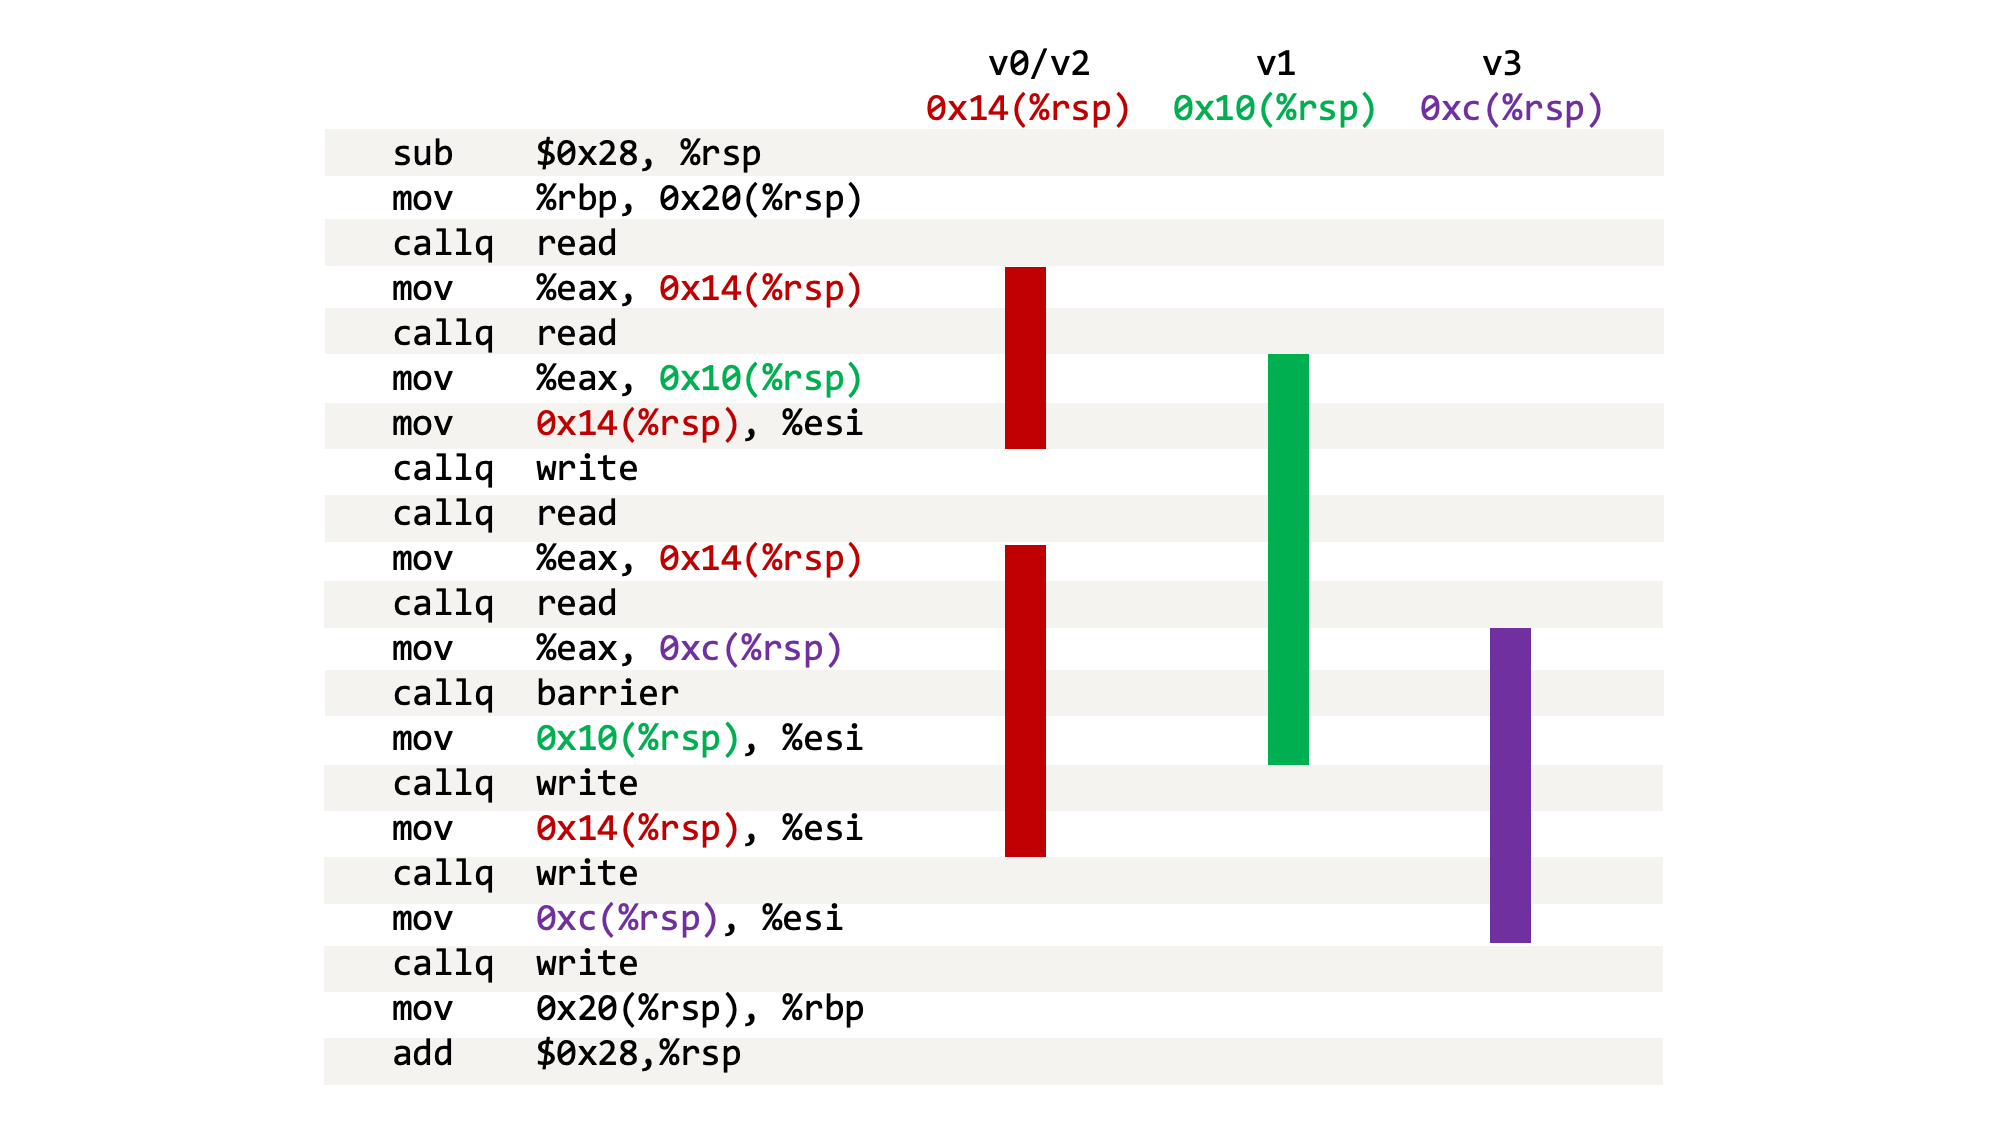 v0/v2 v1 v3
0x14(%rsp) 0x10(%rsp) 0xc(%rsp)
sub $0x28, %rsp
mov %rbp, 0x20(%rsp)
callq read
mov %eax, 0x14(%rsp)
callq read
mov %eax, 0x10(%rsp)
mov 0x14(%rsp), %esi
callq write
callq read
mov %eax, 0x14(%rsp)
callq read
mov %eax, 0xc(%rsp)
callq barrier
mov 0x10(%rsp), %esi
callq write
mov 0x14(%rsp), %esi
callq write
mov 0xc(%rsp), %esi
callq write
mov 0x20(%rsp), %rbp
add $0x28,%rsp